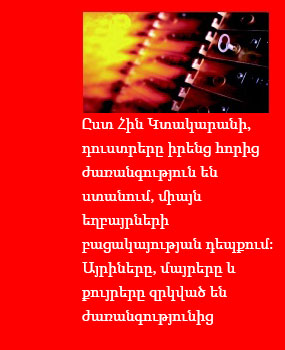 Ըստ Հին Կտակարանի,
դուստրերը իրենց հորից
ժառանգություն են
ստանում, միայն
եղբայրների
բացակայության դեպքում:
Այրիները, մայրերը և
քույրերը զրկված են
ժառանգությունից